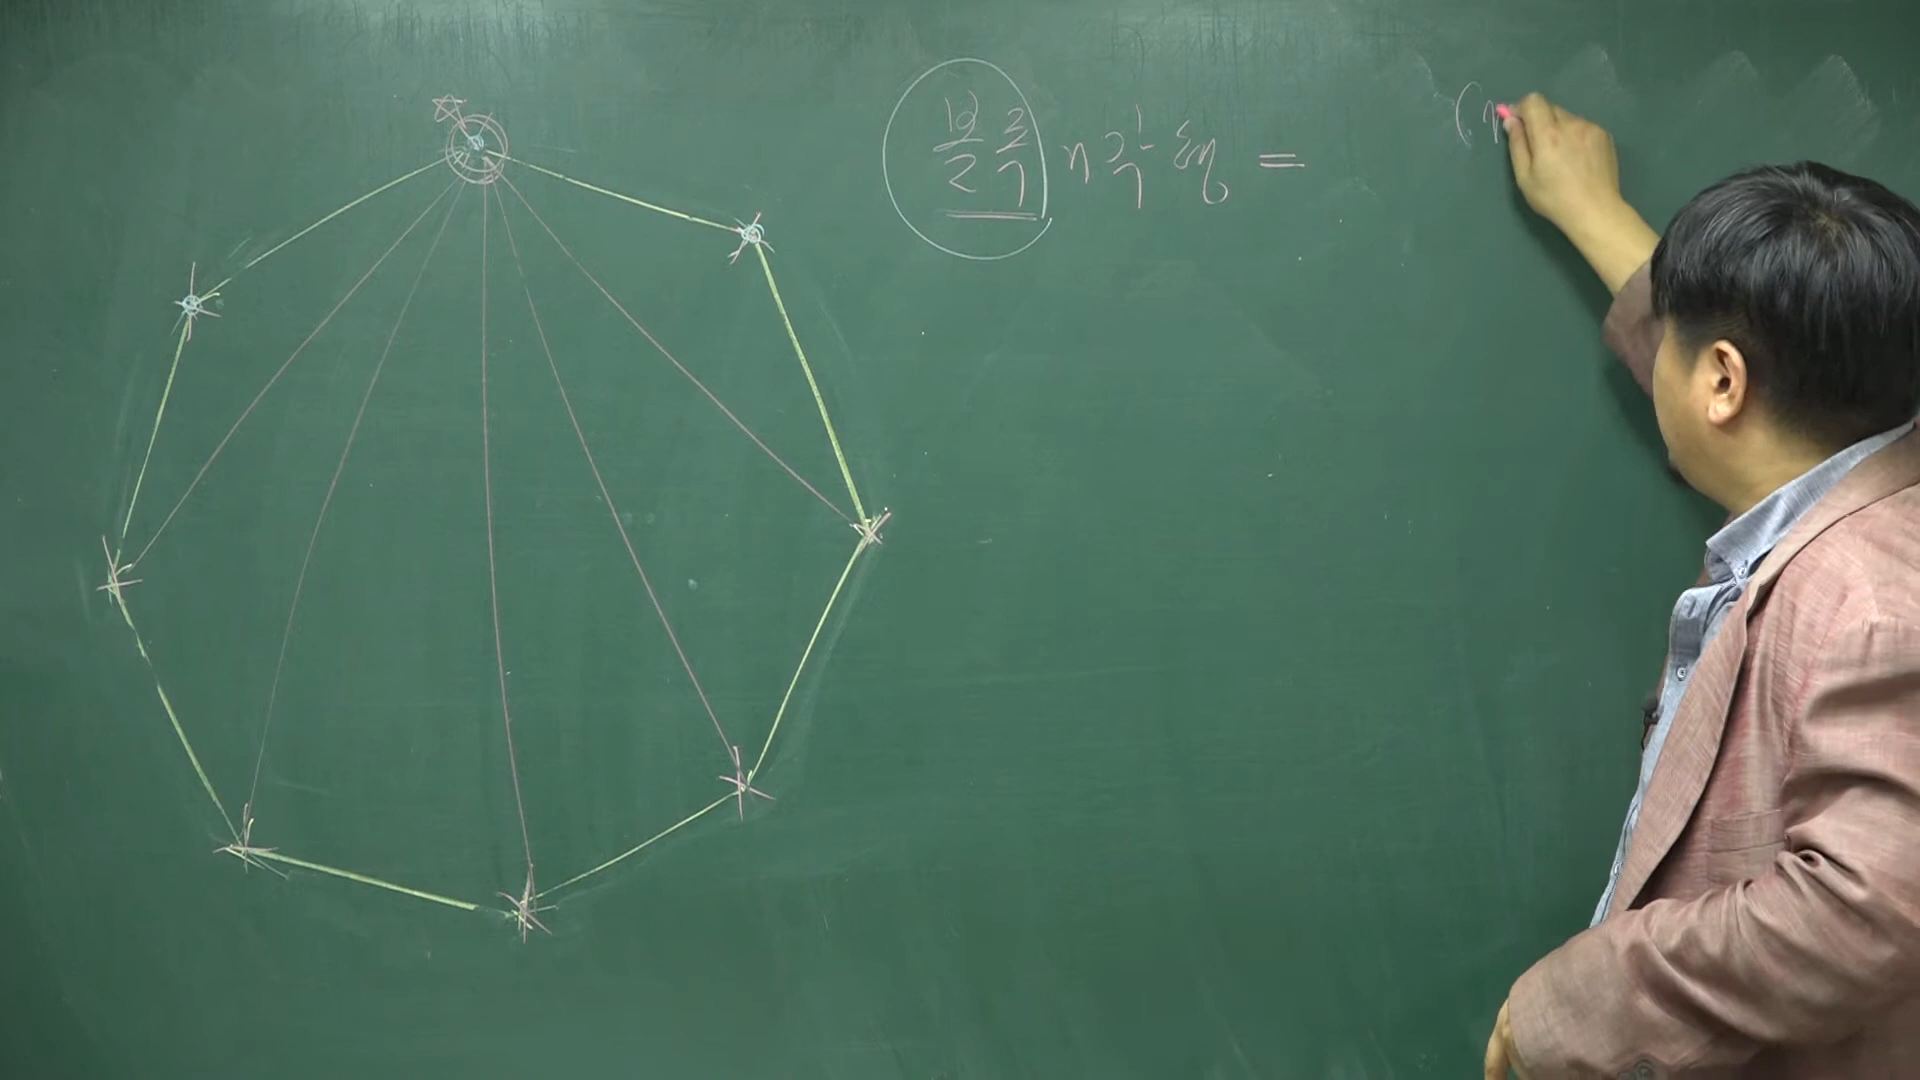 볼록 n각형 = (n